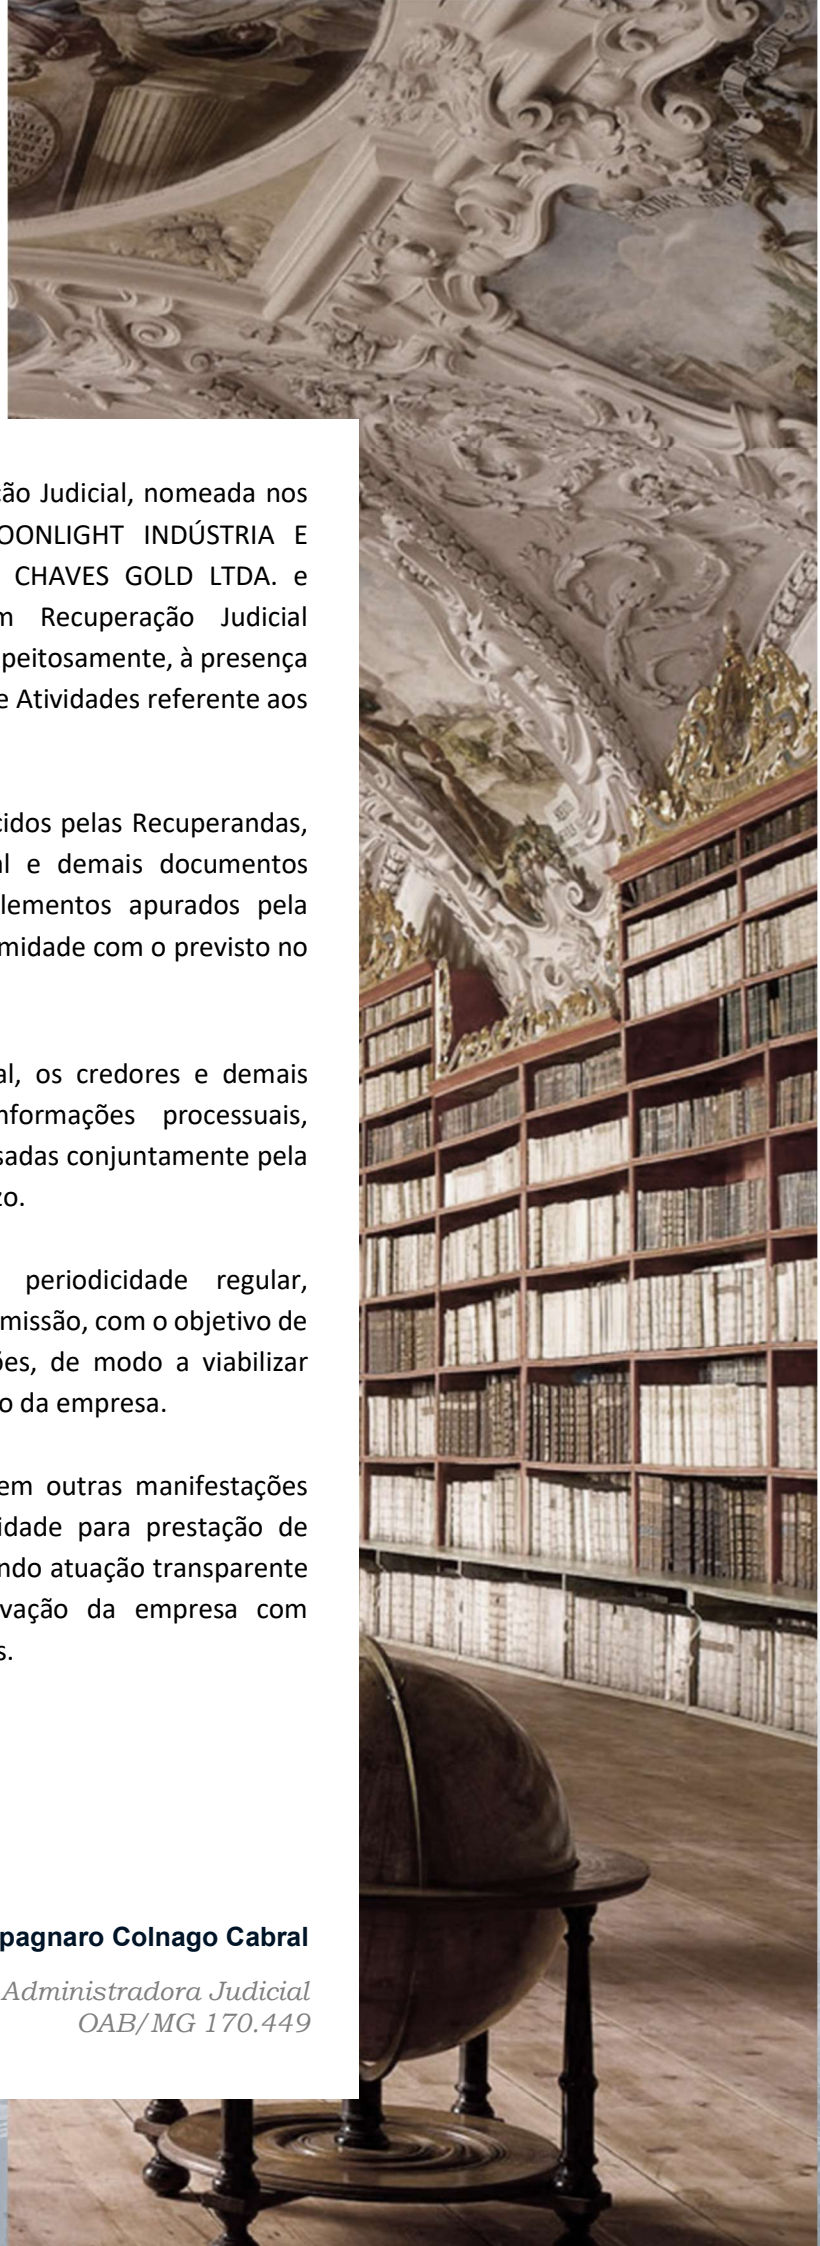 ção Judicial, nomeada nos
OONLIGHT INDÚSTRIA E
CHAVES GOLD LTDA. e
m Recuperação Judicial
peitosamente, à presença
e Atividades referente aos
cidos pelas Recuperandas,
al e demais documentos
lementos apurados pela
midade com o previsto no
al, os credores e demais
nformações processuais,
sadas conjuntamente pela
zo.
periodicidade regular,
missão, com o objetivo de
ões, de modo a viabilizar
o da empresa.
em outras manifestações
idade para prestação de
ndo atuação transparente
vação da empresa com
s.
pagnaro Colnago Cabral
Administradora Judicial
OAB/MG 170.449